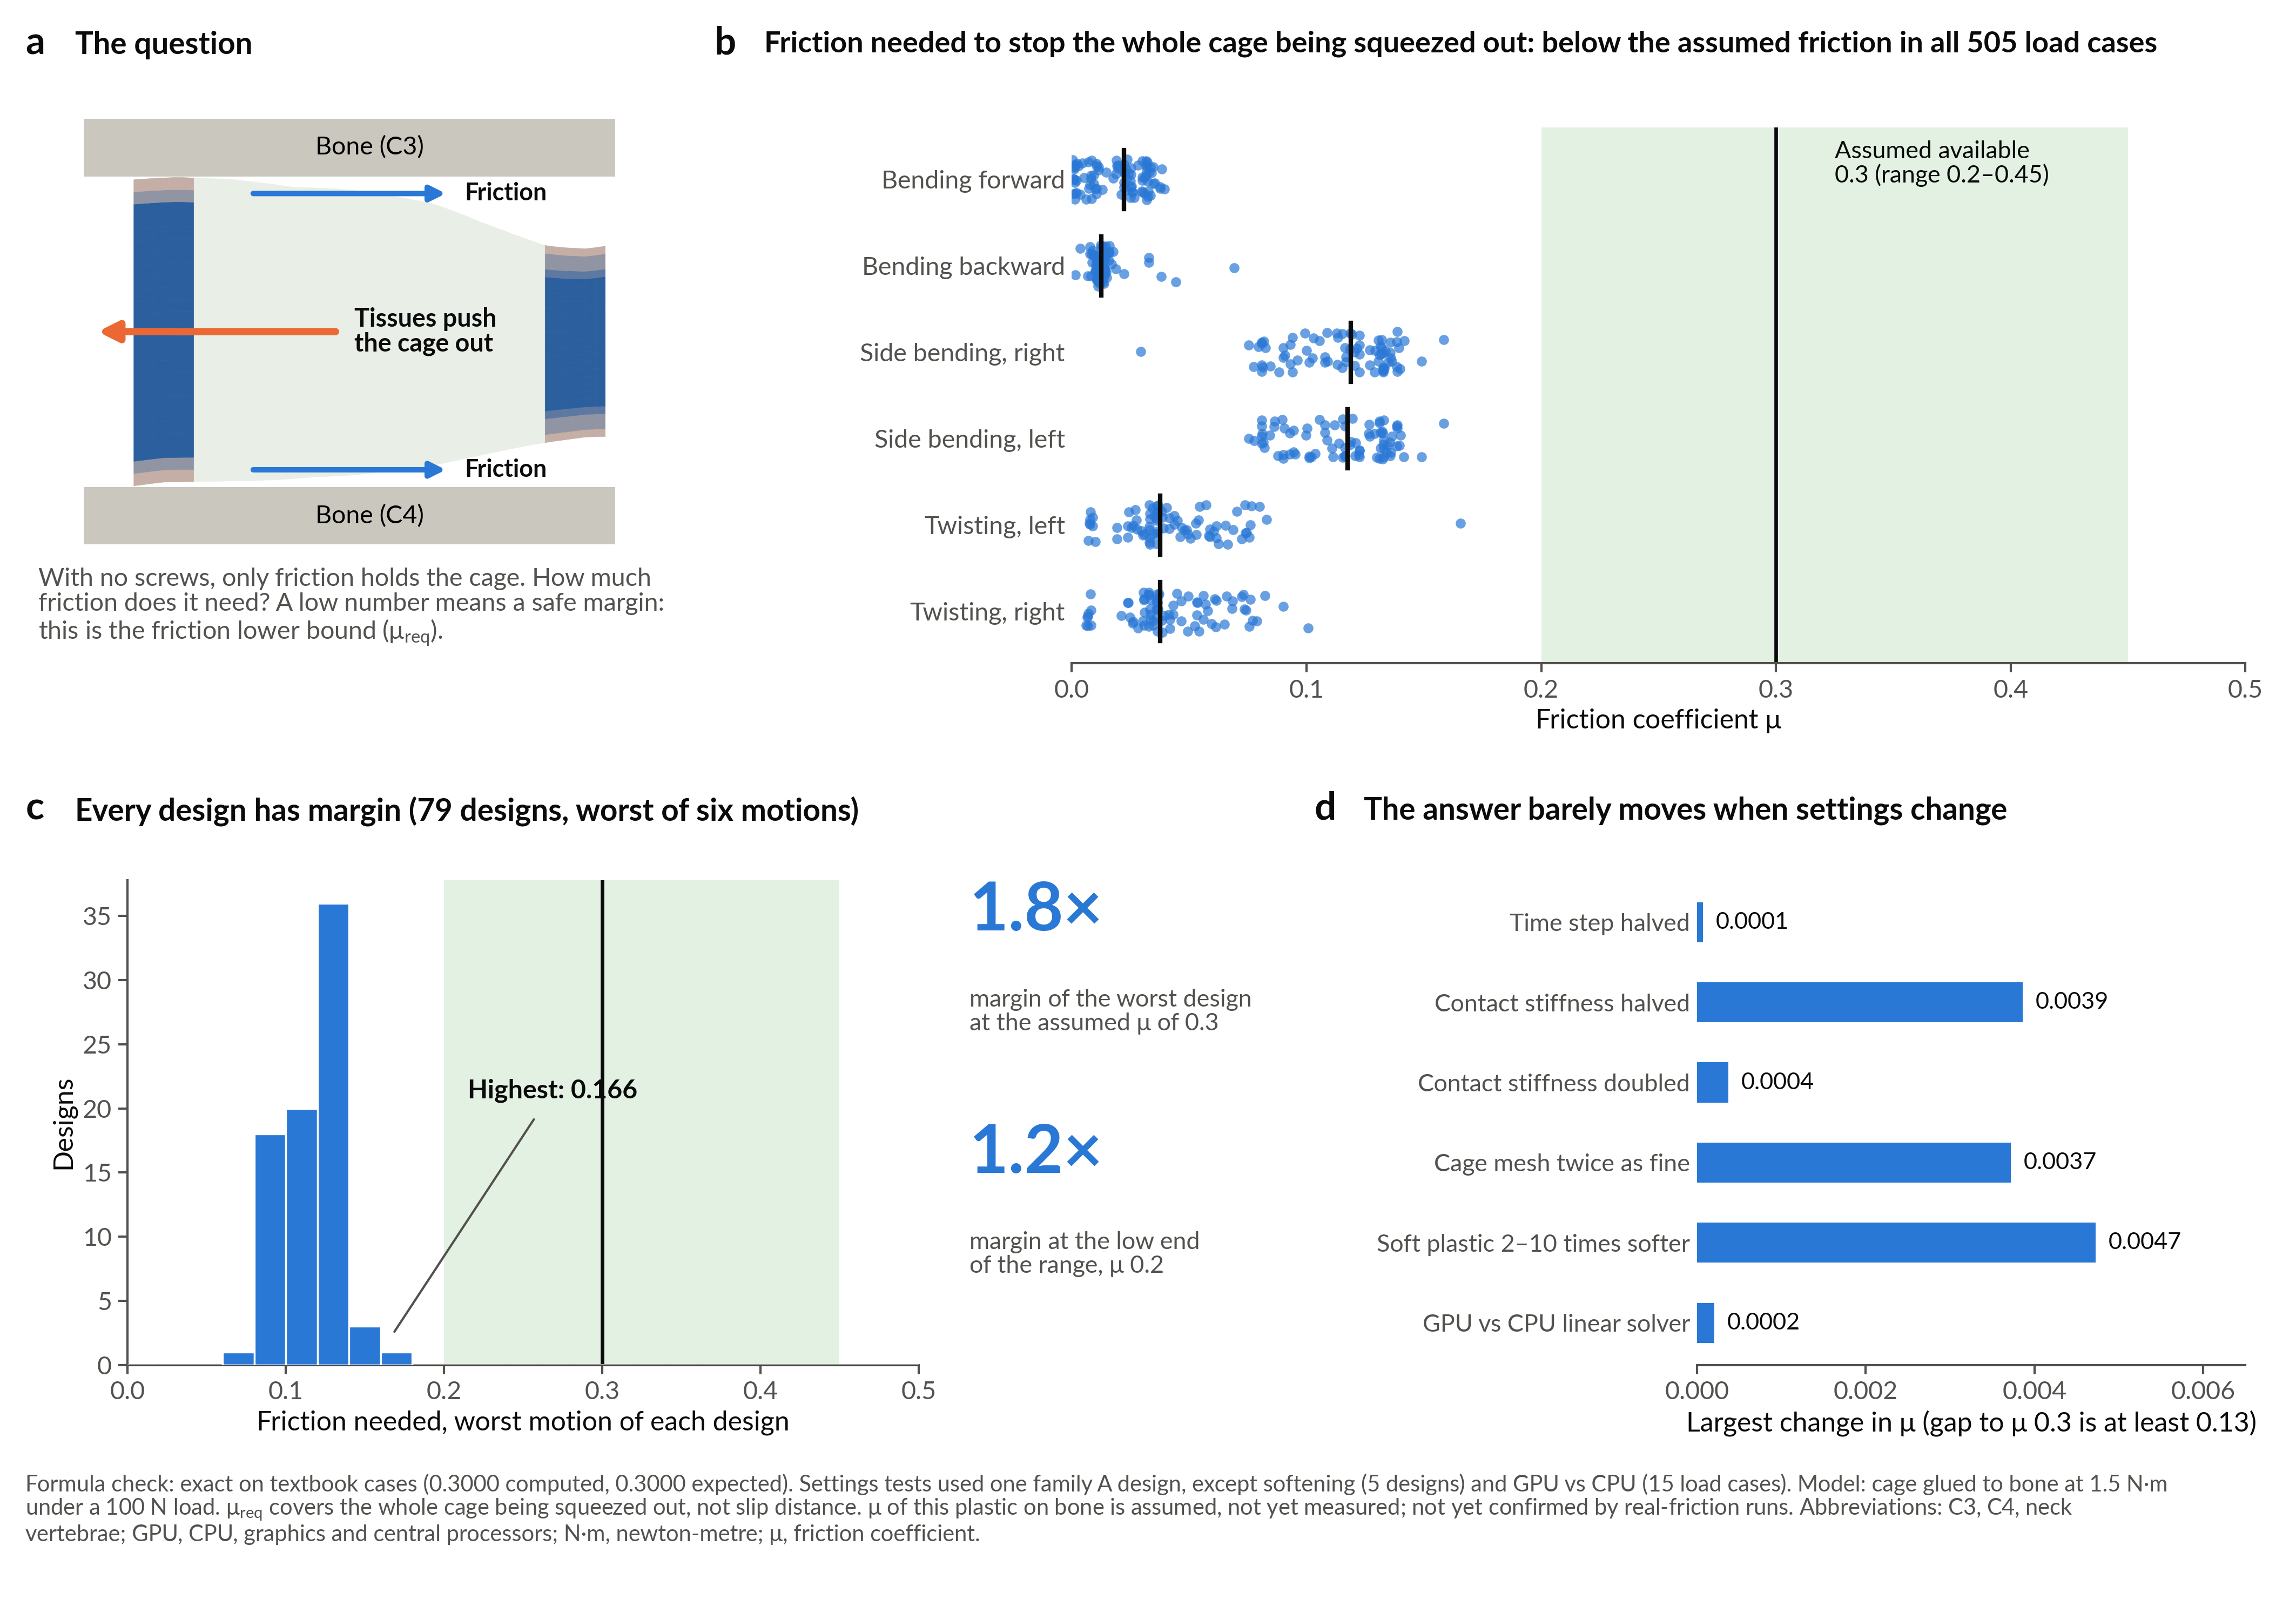 a The question
Bone (C3)
Friction
Tissues push
the cage out
Friction
Bone (C4)
With no screws, only friction holds the cage. How much
friction does it need? A low number means a safe margin:
this is the friction lower bound (μreq).
b Friction needed to stop the whole cage being squeezed out: below the assumed friction in all 505 load cases
Assumed available
0.3 (range 0.2–0.45)
Bending forward
Bending backward
Side bending, right
Side bending, left
Twisting, left
Twisting, right
0.0 0.1 0.2 0.3 0.4 0.5
Friction coefficient μ
c Every design has margin (79 designs, worst of six motions)
Designs
35
30
25
20
15
10
5
0
Highest: 0.166
0.0 0.1 0.2 0.3 0.4 0.5
Friction needed, worst motion of each design
1.8×
margin of the worst design
at the assumed μ of 0.3
1.2×
margin at the low end
of the range, μ 0.2
d The answer barely moves when settings change
Time step halved 0.0001
Contact stiffness halved 0.0039
Contact stiffness doubled 0.0004
Cage mesh twice as fine 0.0037
Soft plastic 2–10 times softer 0.0047
GPU vs CPU linear solver 0.0002
0.000 0.002 0.004 0.006
Largest change in μ (gap to μ 0.3 is at least 0.13)
Formula check: exact on textbook cases (0.3000 computed, 0.3000 expected). Settings tests used one family A design, except softening (5 designs) and GPU vs CPU (15 load cases). Model: cage glued to bone at 1.5 N·m
under a 100 N load. μreq covers the whole cage being squeezed out, not slip distance. μ of this plastic on bone is assumed, not yet measured; not yet confirmed by real-friction runs. Abbreviations: C3, C4, neck
vertebrae; GPU, CPU, graphics and central processors; N·m, newton-metre; μ, friction coefficient.